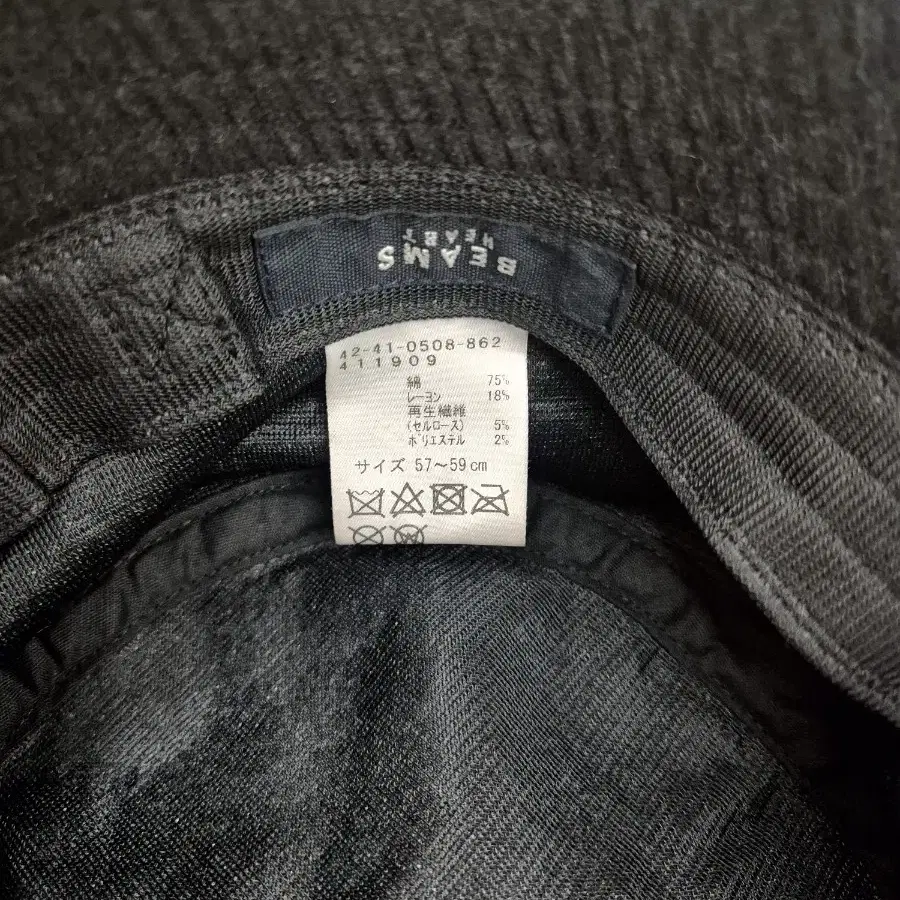 BEAMS
HEART
42-41-0508-862
411909
綿 75%
レーヨン 18%
再生繊維
(セルロース) 5%
ポリエステル 2%
サイズ 57～59cm